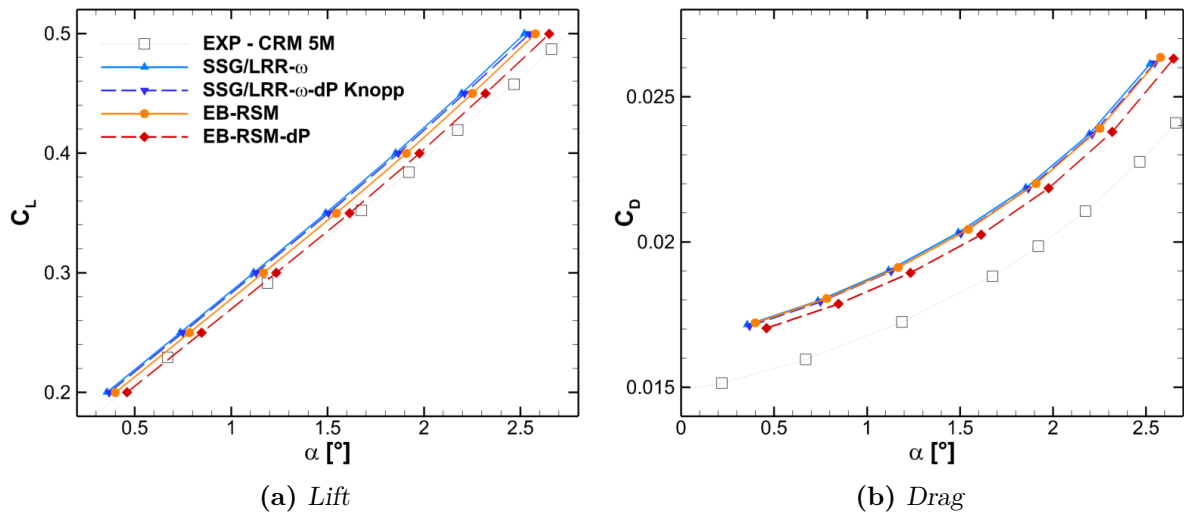 0.5
0.4
0.3
0.2
C_L
EXP - CRM 5M
SSG/LRR-ω
SSG/LRR-ω-dP Knopp
EB-RSM
EB-RSM-dP
0.5 1 1.5 2 2.5
α [°]
(a) Lift
0.025
0.02
0.015
C_D
0 0.5 1 1.5 2 2.5
α [°]
(b) Drag